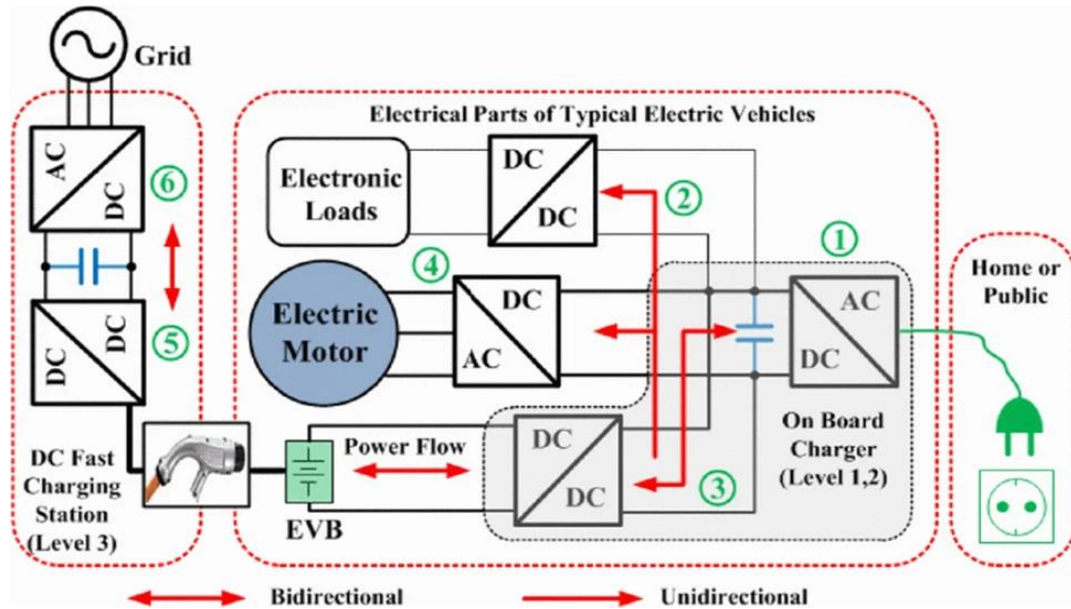 Grid
Electrical Parts of Typical Electric Vehicles
AC
DC
⑥
Electronic
Loads
DC
DC
②
①
④
Electric
Motor
DC
AC
AC
DC
Home or
Public
DC
DC
⑤
On Board
Charger
(Level 1,2)
DC
DC
③
Power Flow
EVB
DC Fast
Charging
Station
(Level 3)
Bidirectional
Unidirectional